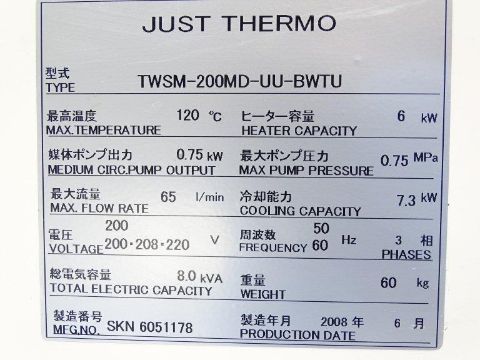 JUST THERMO
型式
TYPE TWSM-200MD-UU-BWTU
最高温度 120 ℃ ヒーター容量 6 kW
MAX.TEMPERATURE HEATER CAPACITY
媒体ポンプ出力 0.75 kW 最大ポンプ圧力 0.75 MPa
MEDIUM CIRC.PUMP OUTPUT MAX PUMP PRESSURE
最大流量 65 l/min 冷却能力 7.3 kW
MAX. FLOW RATE COOLING CAPACITY
電圧 200 周波数 50 3 相
VOLTAGE 200・208・220 V FREQUENCY 60 Hz PHASES
総電気容量 8.0 kVA 重量 60 kg
TOTAL ELECTRIC CAPACITY WEIGHT
製造番号 製造年月 2008 年 6 月
MFG.NO. SKN 6051178 PRODUCTION DATE